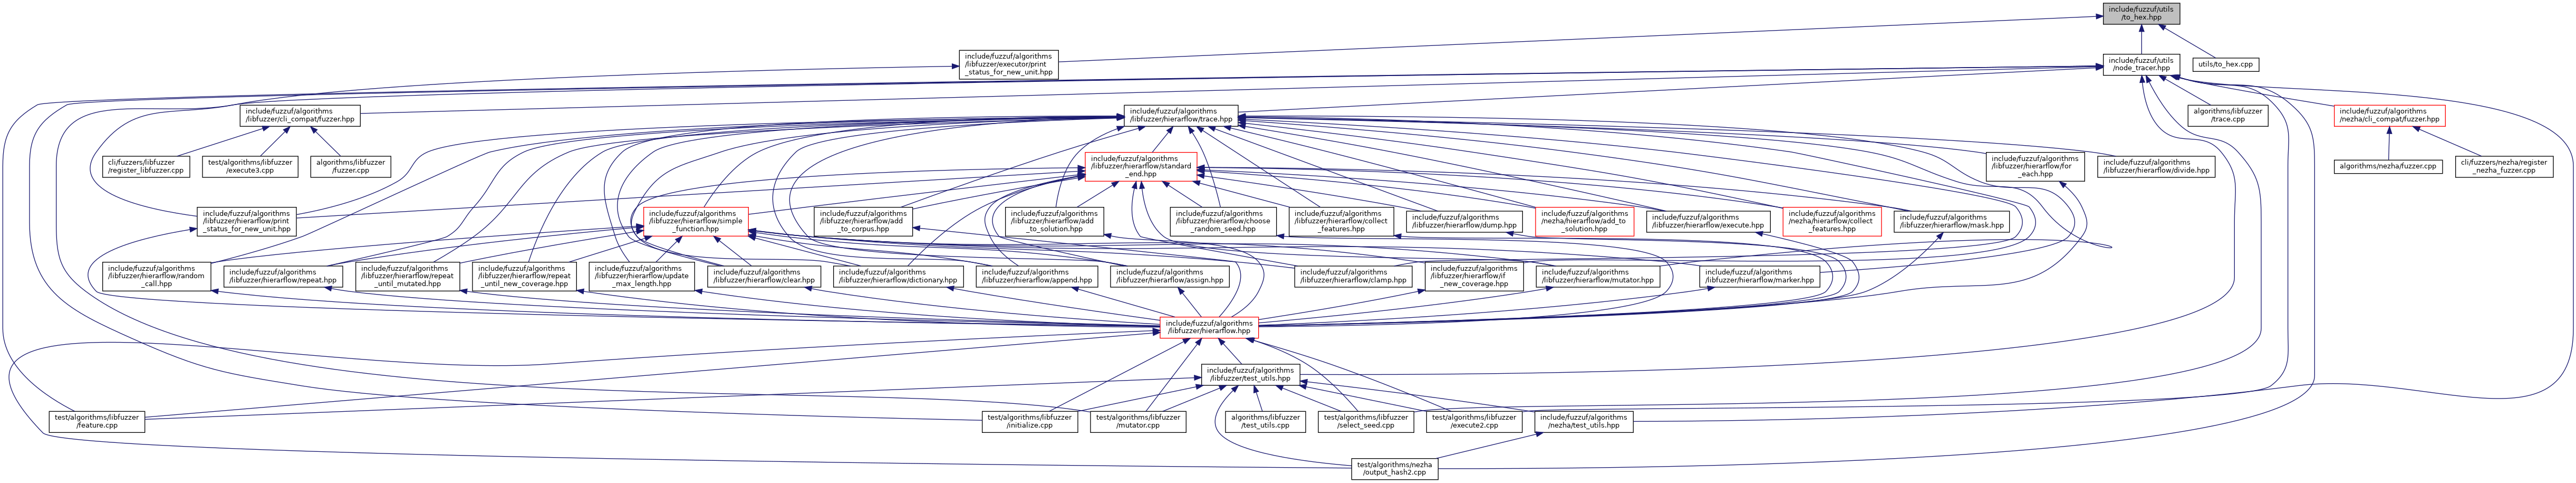 include/fuzzuf/utils
/to_hex.hpp
include/fuzzuf/algorithms
/libfuzzer/executor/print
_status_for_new_unit.hpp
include/fuzzuf/utils
/node_tracer.hpp
utils/to_hex.cpp
include/fuzzuf/algorithms
/libfuzzer/cli_compat/fuzzer.hpp
include/fuzzuf/algorithms
/libfuzzer/hierarflow/trace.hpp
algorithms/libfuzzer
/trace.cpp
include/fuzzuf/algorithms
/nezha/cli_compat/fuzzer.hpp
cli/fuzzers/libfuzzer
/register_libfuzzer.cpp
test/algorithms/libfuzzer
/execute3.cpp
algorithms/libfuzzer
/fuzzer.cpp
include/fuzzuf/algorithms
/libfuzzer/hierarflow/standard
_end.hpp
include/fuzzuf/algorithms
/libfuzzer/hierarflow/for
_each.hpp
include/fuzzuf/algorithms
/libfuzzer/hierarflow/divide.hpp
algorithms/nezha/fuzzer.cpp
cli/fuzzers/nezha/register
_nezha_fuzzer.cpp
include/fuzzuf/algorithms
/libfuzzer/hierarflow/print
_status_for_new_unit.hpp
include/fuzzuf/algorithms
/libfuzzer/hierarflow/simple
_function.hpp
include/fuzzuf/algorithms
/libfuzzer/hierarflow/add
_to_corpus.hpp
include/fuzzuf/algorithms
/libfuzzer/hierarflow/add
_to_solution.hpp
include/fuzzuf/algorithms
/libfuzzer/hierarflow/choose
_random_seed.hpp
include/fuzzuf/algorithms
/libfuzzer/hierarflow/collect
_features.hpp
include/fuzzuf/algorithms
/libfuzzer/hierarflow/dump.hpp
include/fuzzuf/algorithms
/nezha/hierarflow/add_to
_solution.hpp
include/fuzzuf/algorithms
/libfuzzer/hierarflow/execute.hpp
include/fuzzuf/algorithms
/nezha/hierarflow/collect
_features.hpp
include/fuzzuf/algorithms
/libfuzzer/hierarflow/mask.hpp
include/fuzzuf/algorithms
/libfuzzer/hierarflow/random
_call.hpp
include/fuzzuf/algorithms
/libfuzzer/hierarflow/repeat.hpp
include/fuzzuf/algorithms
/libfuzzer/hierarflow/repeat
_until_mutated.hpp
include/fuzzuf/algorithms
/libfuzzer/hierarflow/repeat
_until_new_coverage.hpp
include/fuzzuf/algorithms
/libfuzzer/hierarflow/update
_max_length.hpp
include/fuzzuf/algorithms
/libfuzzer/hierarflow/clear.hpp
include/fuzzuf/algorithms
/libfuzzer/hierarflow/dictionary.hpp
include/fuzzuf/algorithms
/libfuzzer/hierarflow/append.hpp
include/fuzzuf/algorithms
/libfuzzer/hierarflow/assign.hpp
include/fuzzuf/algorithms
/libfuzzer/hierarflow/clamp.hpp
include/fuzzuf/algorithms
/libfuzzer/hierarflow/if
_new_coverage.hpp
include/fuzzuf/algorithms
/libfuzzer/hierarflow/mutator.hpp
include/fuzzuf/algorithms
/libfuzzer/hierarflow/marker.hpp
include/fuzzuf/algorithms
/libfuzzer/hierarflow.hpp
include/fuzzuf/algorithms
/libfuzzer/test_utils.hpp
test/algorithms/libfuzzer
/feature.cpp
test/algorithms/libfuzzer
/initialize.cpp
test/algorithms/libfuzzer
/mutator.cpp
algorithms/libfuzzer
/test_utils.cpp
test/algorithms/libfuzzer
/select_seed.cpp
test/algorithms/libfuzzer
/execute2.cpp
include/fuzzuf/algorithms
/nezha/test_utils.hpp
test/algorithms/nezha
/output_hash2.cpp